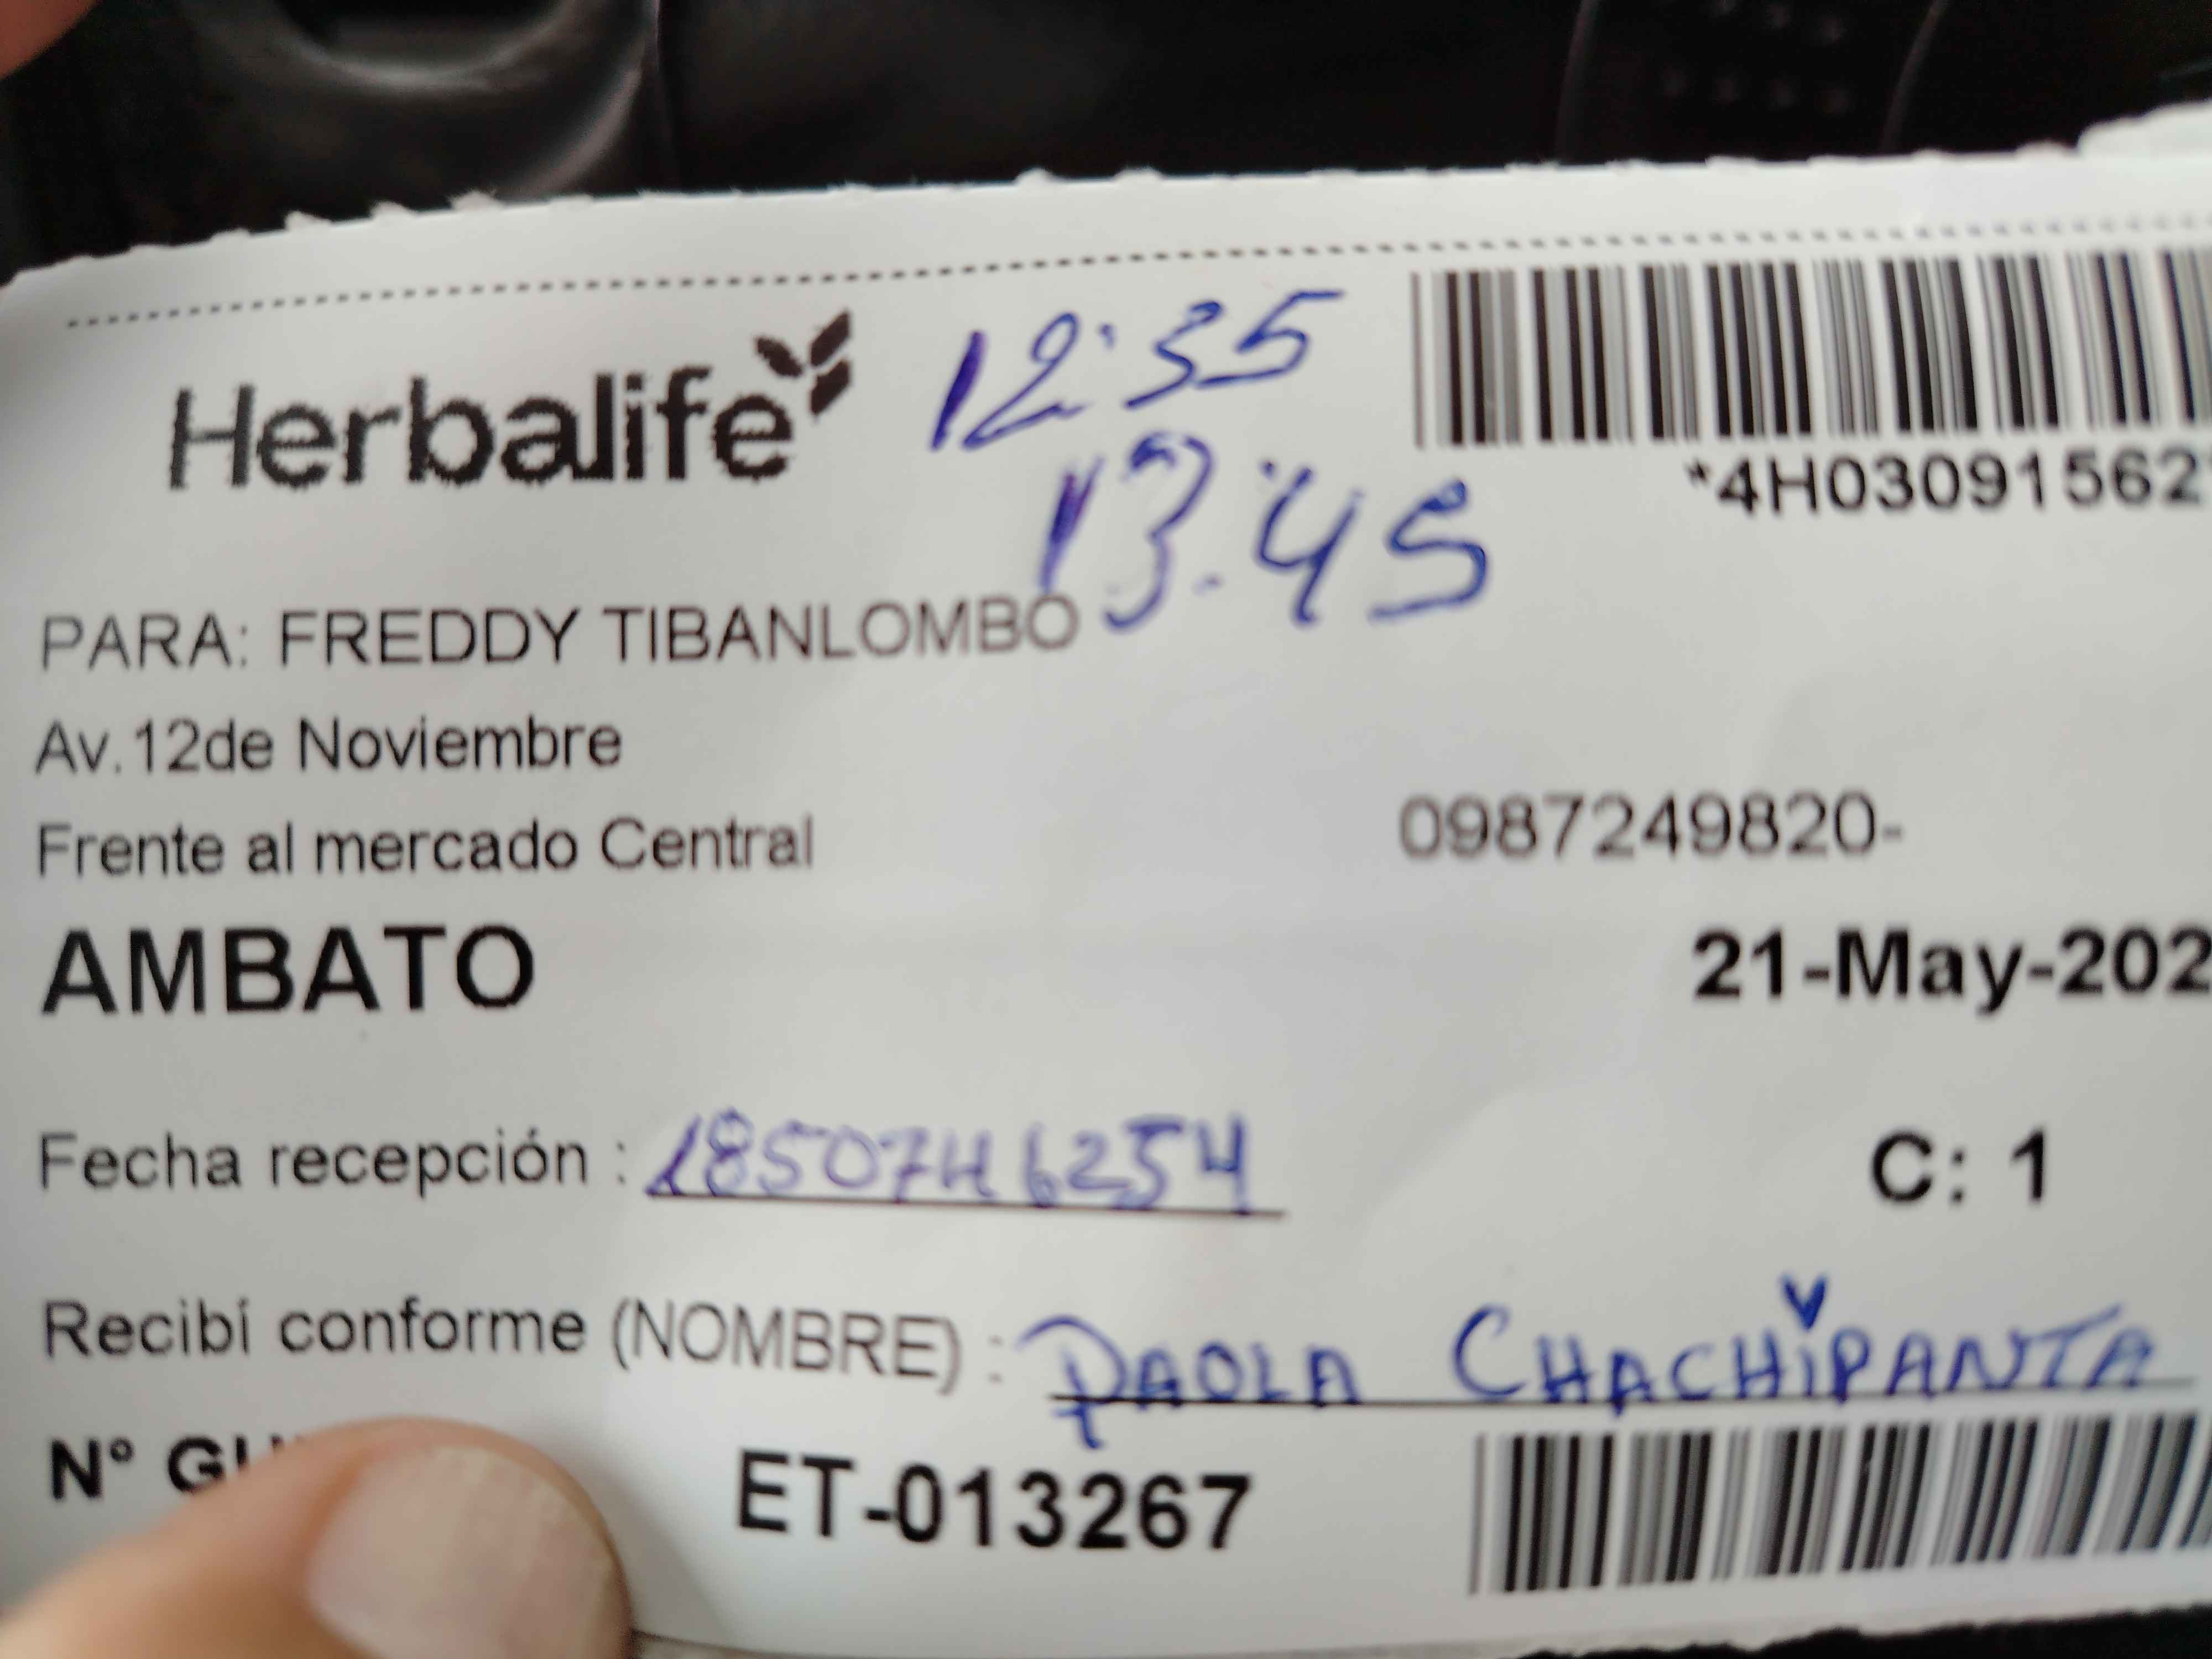 Herbalife
12:35
13:45
*4H030915627
PARA: FREDDY TIBANLOMBO
Av.12de Noviembre
Frente al mercado Central
0987249820-
AMBATO
21-May-202
Fecha recepción : 1850746254
C: 1
Recibí conforme (NOMBRE) : PAOLA CHACHIPANTA
N° ET-013267